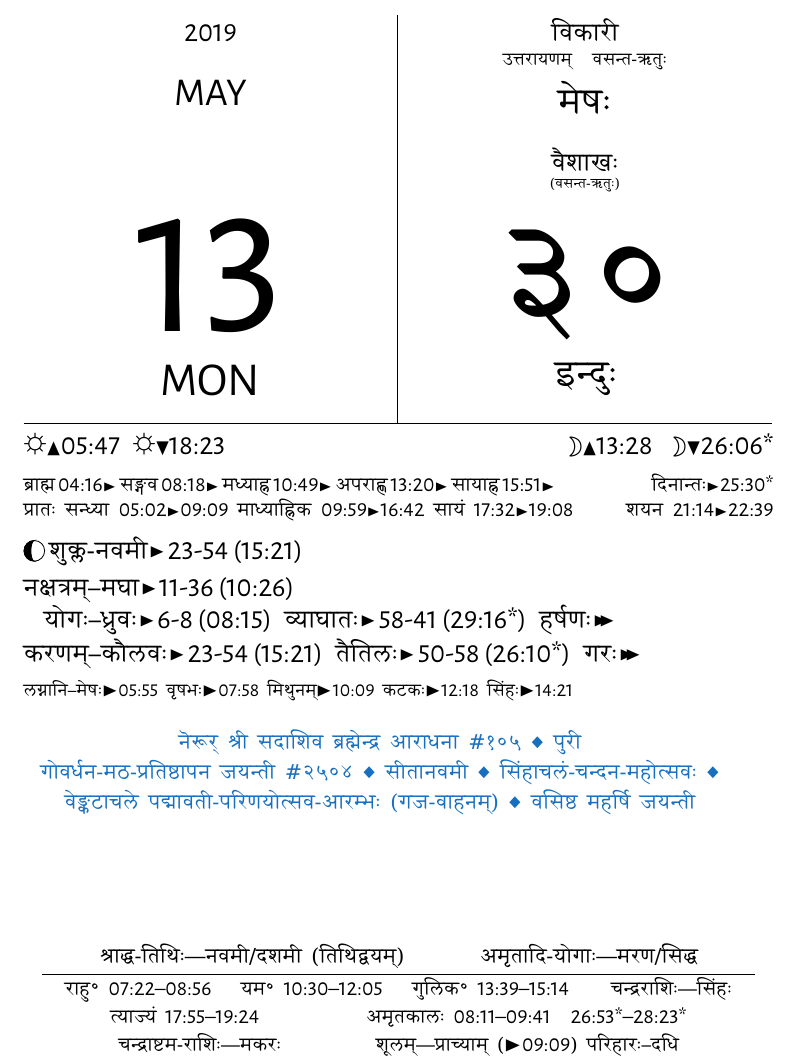 2019
MAY
13
MON
विकारी
उत्तरायणम् वसन्त-ऋतुः
मेषः
वैशाखः
(वसन्त-ऋतुः)
३०
इन्दुः
☼▲05:47 ☼▼18:23 ☽▲13:28 ☽▼26:06*
ब्राह्म04:16► सङ्गव08:18► मध्याह्न10:49► अपराह्ण13:20► सायाह्न15:51► दिनान्तः►25:30*
प्रातः सन्ध्या 05:02►09:09 माध्याह्निक 09:59►16:42 सायं 17:32►19:08 शयन 21:14►22:39
शुक्ल-नवमी►23-54 (15:21)
नक्षत्रम्–मघा►11-36 (10:26)
योगः–ध्रुवः►6-8 (08:15) व्याघातः►58-41 (29:16*) हर्षणः►►
करणम्–कौलवः►23-54 (15:21) तैतिलः►50-58 (26:10*) गरः►►
लग्नानि–मेषः►05:55 वृषभः►07:58 मिथुनम्►10:09 कटकः►12:18 सिंहः►14:21
नॆरूर् श्री सदाशिव ब्रह्मेन्द्र आराधना #१०५ ◆ पुरी
गोवर्धन-मठ-प्रतिष्ठापन जयन्ती #२५०४ ◆ सीतानवमी ◆ सिंहाचलं-चन्दन-महोत्सवः ◆
वेङ्कटाचले पद्मावती-परिणयोत्सव-आरम्भः (गज-वाहनम्) ◆ वसिष्ठ महर्षि जयन्ती
श्राद्ध-तिथिः—नवमी/दशमी (तिथिद्वयम्) अमृतादि-योगाः—मरण/सिद्ध
राहु॰ 07:22–08:56 यम॰ 10:30–12:05 गुलिक॰ 13:39–15:14 चन्द्रराशिः—सिंहः
त्याज्यं 17:55–19:24 अमृतकालः 08:11–09:41 26:53*–28:23*
चन्द्राष्टम-राशिः—मकरः शूलम्—प्राच्याम् (►09:09) परिहारः–दधि